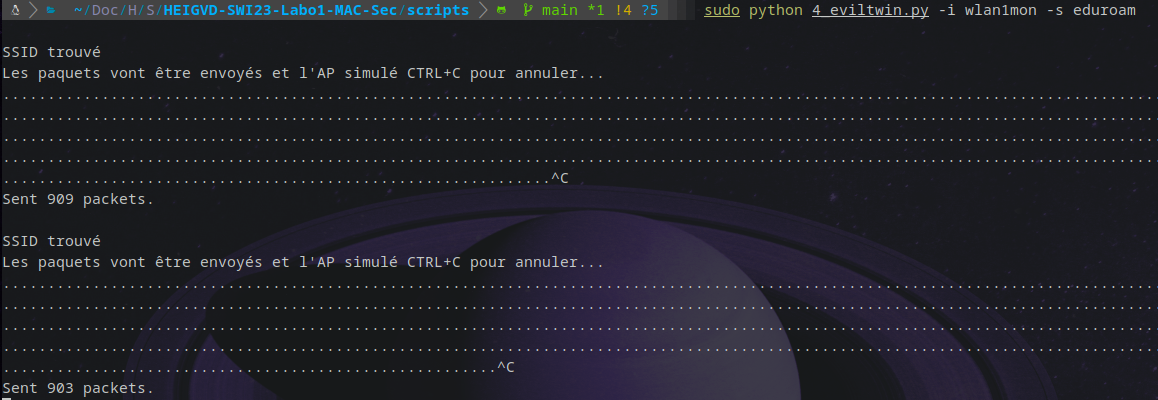 ~/Doc/H/S/HEIGVD-SWI23-Labo1-MAC-Sec/scripts main *1 !4 ?5 sudo python 4_eviltwin.py -i wlan1mon -s eduroam
SSID trouvé
Les paquets vont être envoyés et l'AP simulé CTRL+C pour annuler...
................................................................................................................................
................................................................................................................................
................................................................................................................................
................................................................................................................................
.............................................................^C
Sent 909 packets.
SSID trouvé
Les paquets vont être envoyés et l'AP simulé CTRL+C pour annuler...
................................................................................................................................
................................................................................................................................
................................................................................................................................
................................................................................................................................
.......................................................^C
Sent 903 packets.